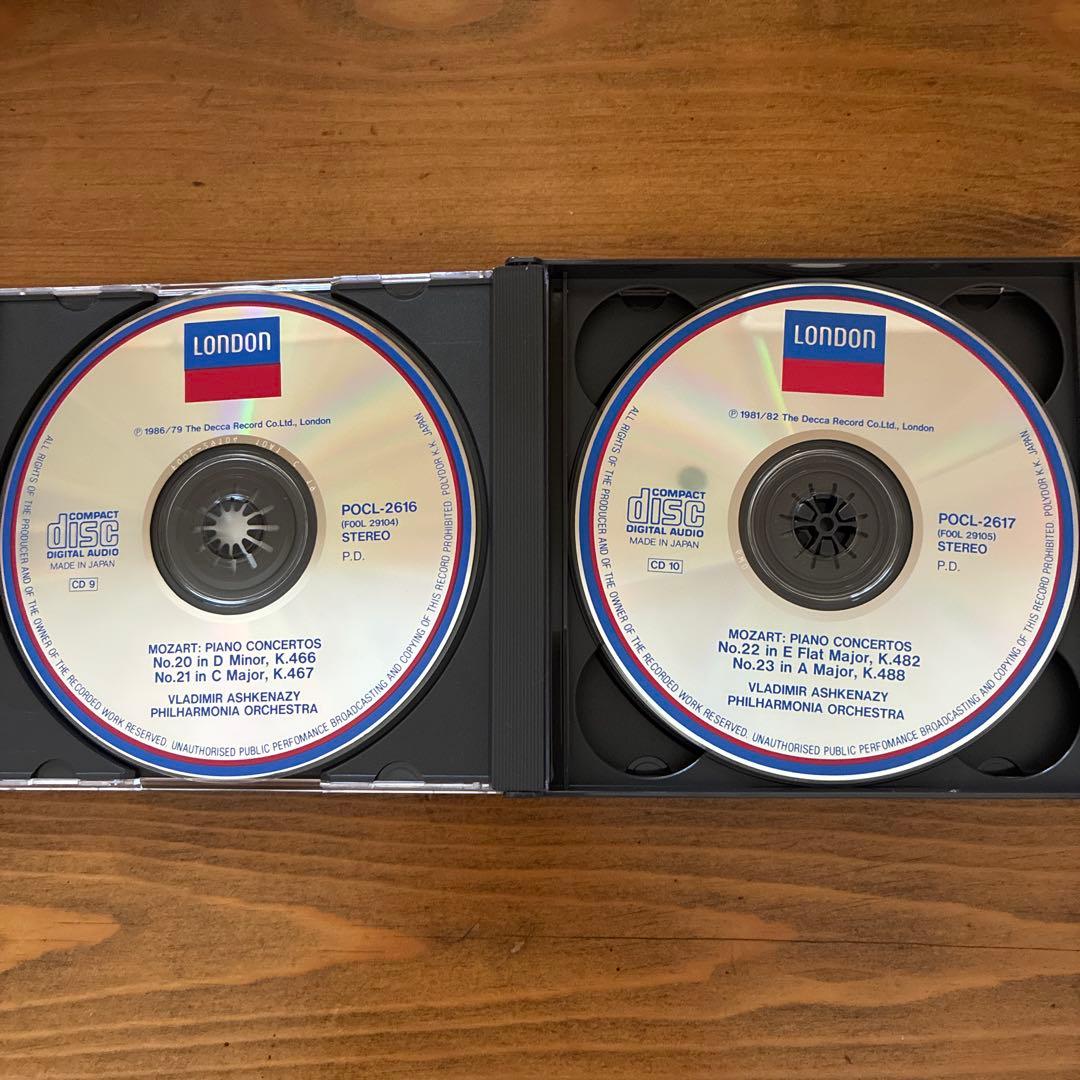 LONDON
℗ 1986/79 The Decca Record Co.Ltd., London
COMPACT
disc
DIGITAL AUDIO
MADE IN JAPAN
CD 9
POCL-2616
(F00L 29104)
STEREO
P.D.
MOZART: PIANO CONCERTOS
No.20 in D Minor, K.466
No.21 in C Major, K.467
VLADIMIR ASHKENAZY
PHILHARMONIA ORCHESTRA
ALL RIGHTS OF THE PRODUCER AND OF THE OWNER OF THE RECORDED WORK RESERVED. UNAUTHORISED PUBLIC PERFOMANCE BROADCASTING AND COPYING OF THIS RECORD PROHIBITED. POLYDOR K.K. JAPAN
LONDON
℗ 1981/82 The Decca Record Co.Ltd., London
COMPACT
disc
DIGITAL AUDIO
MADE IN JAPAN
CD 10
POCL-2617
(F00L 29105)
STEREO
P.D.
MOZART: PIANO CONCERTOS
No.22 in E Flat Major, K.482
No.23 in A Major, K.488
VLADIMIR ASHKENAZY
PHILHARMONIA ORCHESTRA
ALL RIGHTS OF THE PRODUCER AND OF THE OWNER OF THE RECORDED WORK RESERVED. UNAUTHORISED PUBLIC PERFOMANCE BROADCASTING AND COPYING OF THIS RECORD PROHIBITED. POLYDOR K.K. JAPAN